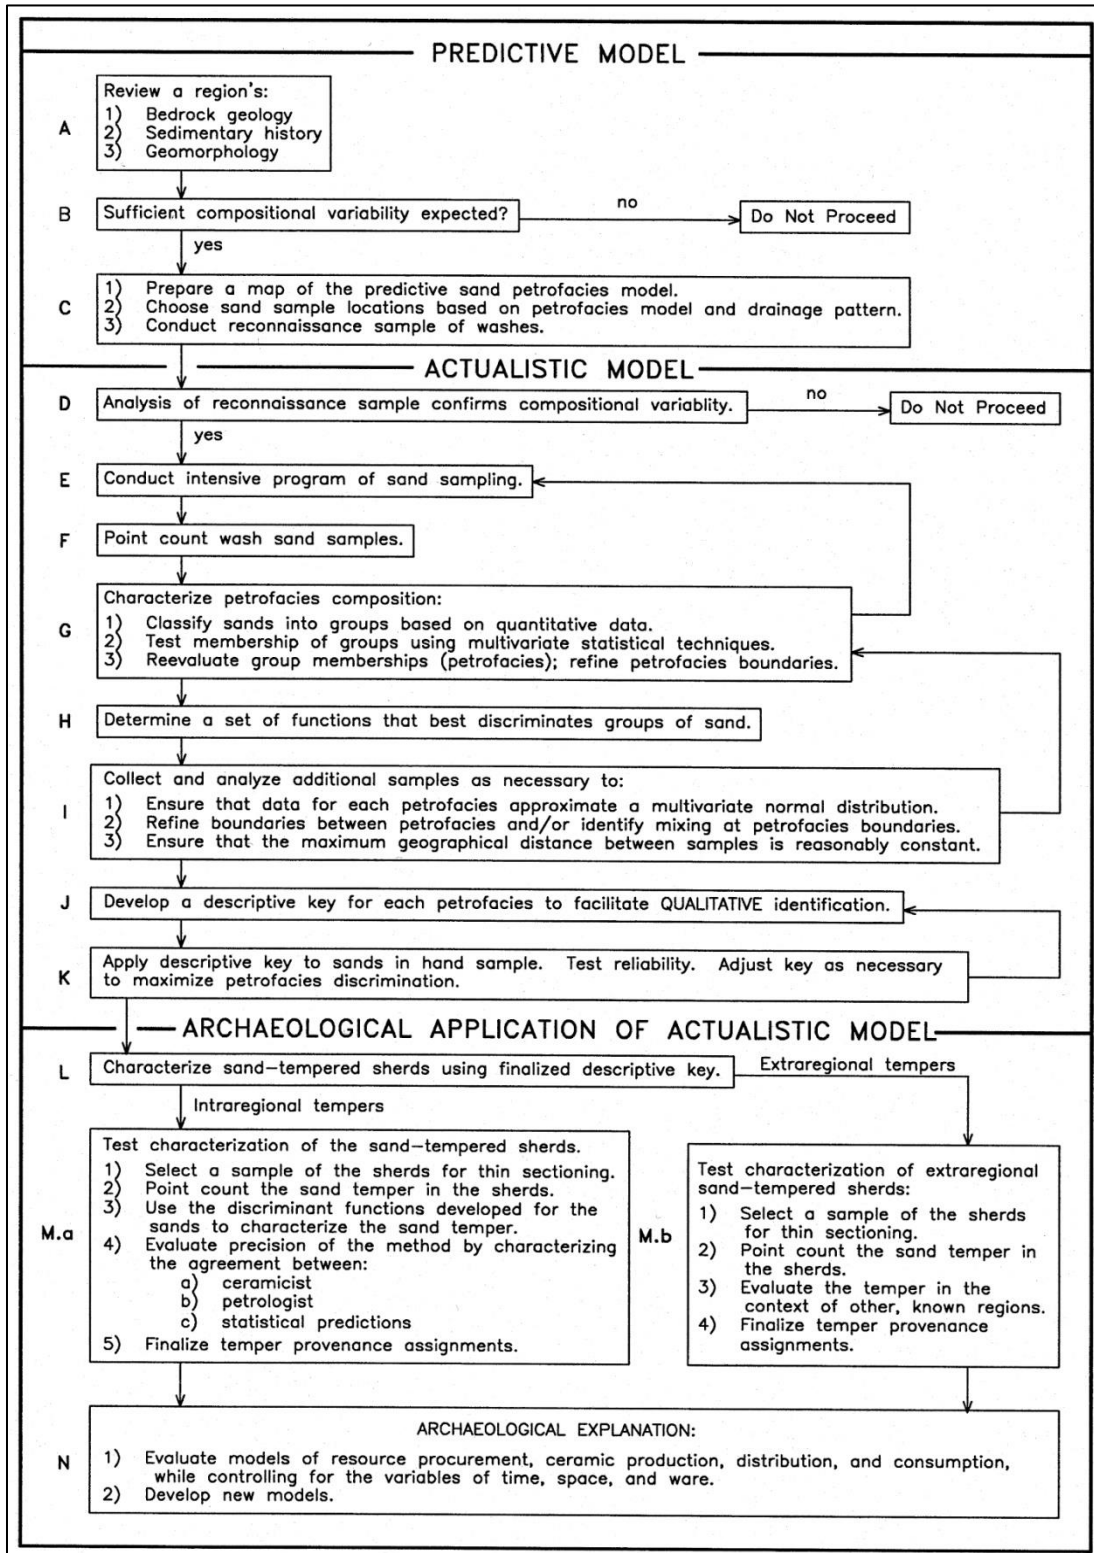 PREDICTIVE MODEL
A
Review a region's:
1) Bedrock geology
2) Sedimentary history
3) Geomorphology
B
Sufficient compositional variability expected?
no
Do Not Proceed
yes
C
1) Prepare a map of the predictive sand petrofacies model.
2) Choose sand sample locations based on petrofacies model and drainage pattern.
3) Conduct reconnaissance sample of washes.
ACTUALISTIC MODEL
D
Analysis of reconnaissance sample confirms compositional variablity.
no
Do Not Proceed
yes
E
Conduct intensive program of sand sampling.
F
Point count wash sand samples.
G
Characterize petrofacies composition:
1) Classify sands into groups based on quantitative data.
2) Test membership of groups using multivariate statistical techniques.
3) Reevaluate group memberships (petrofacies); refine petrofacies boundaries.
H
Determine a set of functions that best discriminates groups of sand.
I
Collect and analyze additional samples as necessary to:
1) Ensure that data for each petrofacies approximate a multivariate normal distribution.
2) Refine boundaries between petrofacies and/or identify mixing at petrofacies boundaries.
3) Ensure that the maximum geographical distance between samples is reasonably constant.
J
Develop a descriptive key for each petrofacies to facilitate QUALITATIVE identification.
K
Apply descriptive key to sands in hand sample. Test reliability. Adjust key as necessary
to maximize petrofacies discrimination.
ARCHAEOLOGICAL APPLICATION OF ACTUALISTIC MODEL
L
Characterize sand-tempered sherds using finalized descriptive key.
Extraregional tempers
Intraregional tempers
M.a
Test characterization of the sand-tempered sherds.
1) Select a sample of the sherds for thin sectioning.
2) Point count the sand temper in the sherds.
3) Use the discriminant functions developed for the
sands to characterize the sand temper.
4) Evaluate precision of the method by characterizing
the agreement between:
a) ceramicist
b) petrologist
c) statistical predictions
5) Finalize temper provenance assignments.
M.b
Test characterization of extraregional
sand-tempered sherds:
1) Select a sample of the sherds
for thin sectioning.
2) Point count the sand temper in
the sherds.
3) Evaluate the temper in the
context of other, known regions.
4) Finalize temper provenance
assignments.
N
ARCHAEOLOGICAL EXPLANATION:
1) Evaluate models of resource procurement, ceramic production, distribution, and consumption,
while controlling for the variables of time, space, and ware.
2) Develop new models.